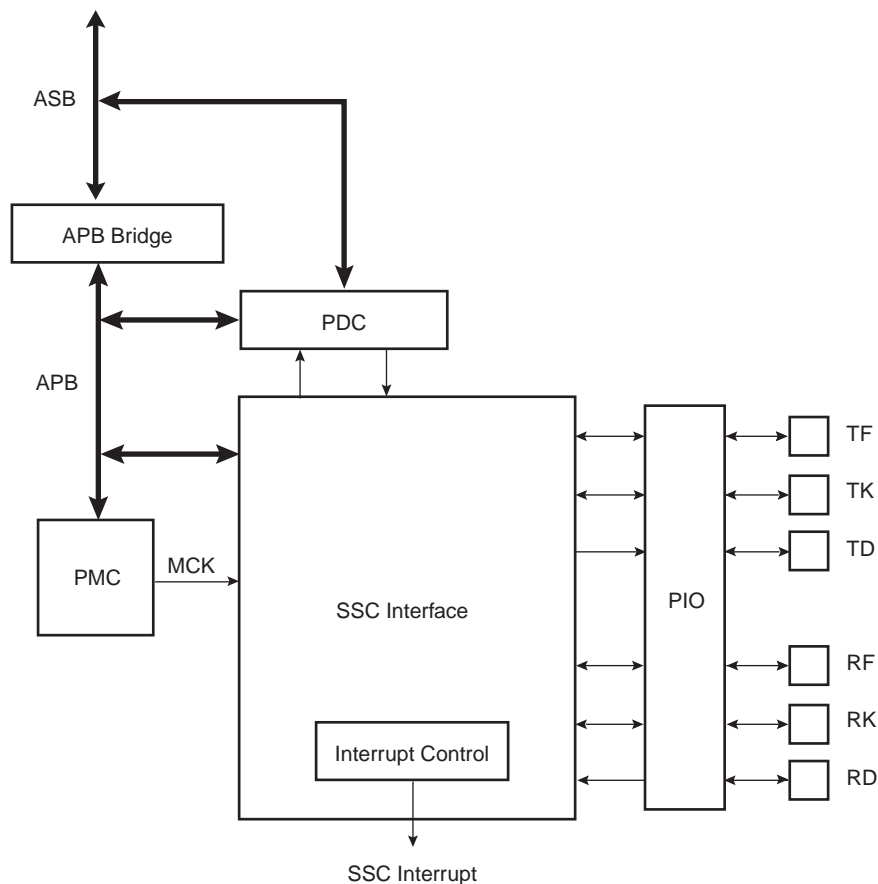 ASB
APB Bridge
PDC
APB
TF
TK
PMC
MCK
TD
SSC Interface
PIO
RF
RK
Interrupt Control
RD
SSC Interrupt